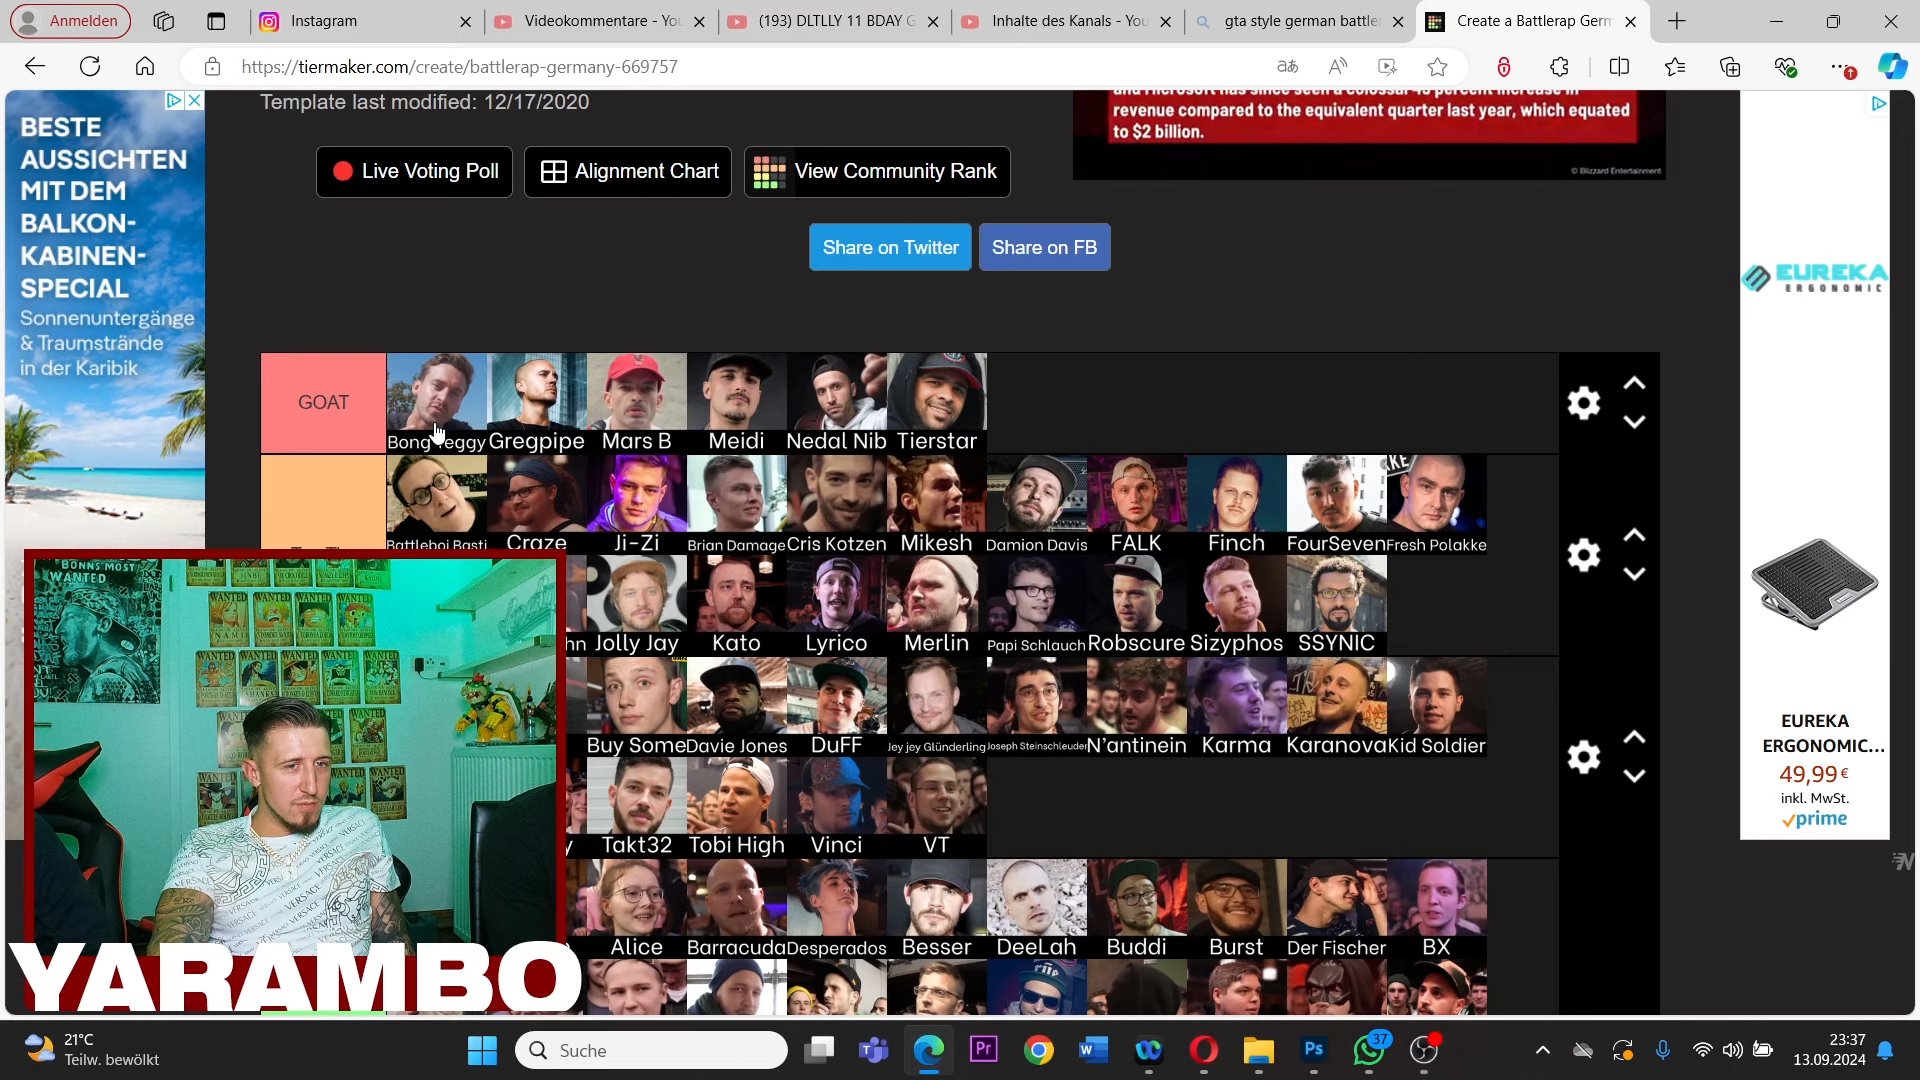 Anmelden
Instagram
Videokommentare - You
(193) DLTLLY 11 BDAY G
Inhalte des Kanals - You
gta style german battler
Create a Battlerap Germ
https://tiermaker.com/create/battlerap-germany-669757
Template last modified: 12/17/2020
revenue compared to the equivalent quarter last year, which equated
to $2 billion.
© Blizzard Entertainment
Live Voting Poll
Alignment Chart
View Community Rank
Share on Twitter
Share on FB
BESTE
AUSSICHTEN
MIT DEM
BALKON-
KABINEN-
SPECIAL
Sonnenuntergänge
& Traumstrände
in der Karibik
EUREKA
ERGONOMIC
GOAT
Gregpipe Mars B Meidi Nedal Nib Tierstar
Battleboi Basti Craze Ji-Zi Brian Damage Cris Kotzen Mikesh Damion Davis FALK Finch FourSeven Fresh Polakke
Jolly Jay Kato Lyrico Merlin Papi Schlauch Robscure Sizyphos SSYNIC
Buy Some Davie Jones DuFF Jey jey Glünderling Joseph Steinschleuder N'antinein Karma Karanova Kid Soldier
Takt32 Tobi High Vinci VT
Alice Barracuda Desperados Besser DeeLah Buddi Burst Der Fischer BX
BONNS MOST
WANTED
WANTED WANTED WANTED WANTED
WANTED
YARAMBO
EUREKA
ERGONOMIC...
49,99€
inkl. MwSt.
prime
21°C
Teilw. bewölkt
Suche
37
23:37
13.09.2024